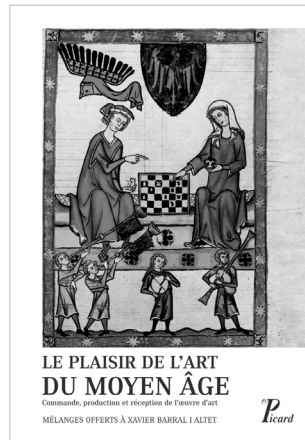 LE PLAISIR DE L'ART
DU MOYEN ÂGE
Commande, production et réception de l'œuvre d'art
MÉLANGES OFFERTS À XAVIER BARRAL I ALTET
Picard